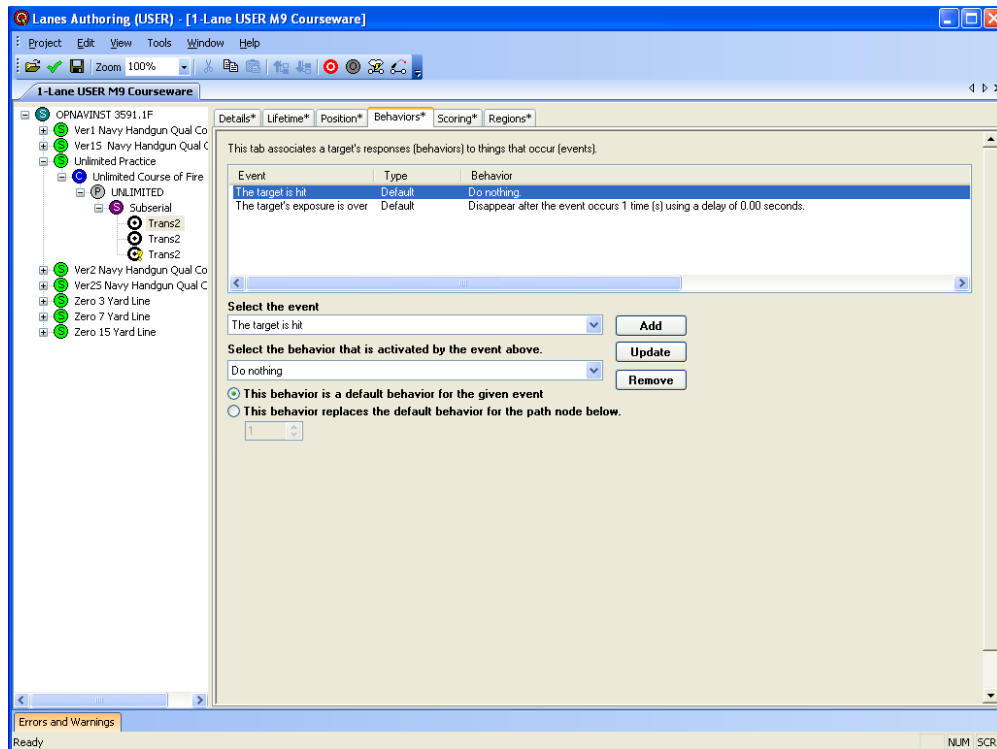 Lanes Authoring (USER) - [1-Lane USER M9 Courseware]
Project Edit View Tools Window Help
Zoom 100%
1-Lane USER M9 Courseware
OPNAVINST 3591.1F
Ver1 Navy Handgun Qual Co
Ver1S Navy Handgun Qual C
Unlimited Practice
Unlimited Course of Fire
UNLIMITED
Subserial
Trans2
Trans2
Trans2
Ver2 Navy Handgun Qual Co
Ver2S Navy Handgun Qual C
Zero 3 Yard Line
Zero 7 Yard Line
Zero 15 Yard Line
Details* Lifetime* Position* Behaviors* Scoring* Regions*
This tab associates a target's responses (behaviors) to things that occur (events).
Event Type Behavior
The target is hit Default Do nothing.
The target's exposure is over Default Disappear after the event occurs 1 time (s) using a delay of 0.00 seconds.
Select the event
The target is hit Add
Select the behavior that is activated by the event above. Update
Do nothing Remove
This behavior is a default behavior for the given event
This behavior replaces the default behavior for the path node below.
1
Errors and Warnings
Ready NUM SCR